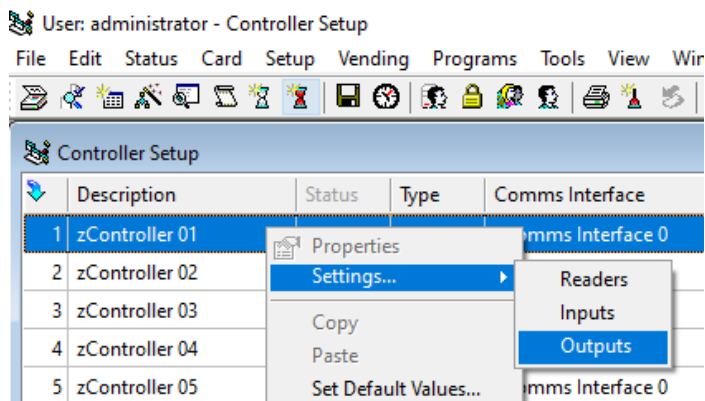 User: administrator - Controller Setup
File Edit Status Card Setup Vending Programs Tools View
Controller Setup
Description Status Type Comms Interface
1 zController 01 Comms Interface 0
2 zController 02
3 zController 03
4 zController 04
5 zController 05 Comms Interface 0
Properties
Settings...
Copy
Paste
Set Default Values...
Readers
Inputs
Outputs